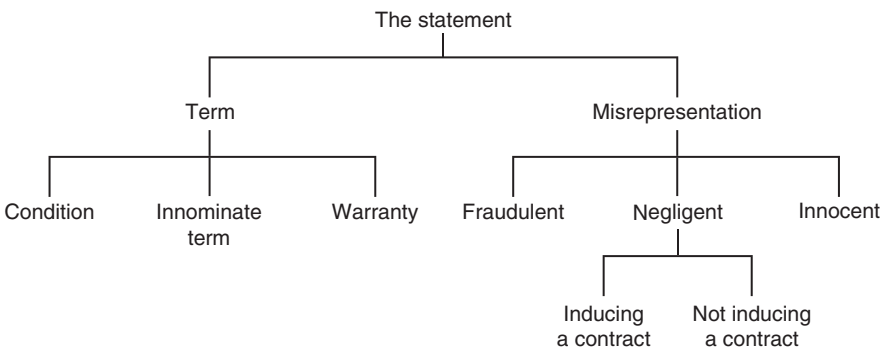 The statement
Term
Misrepresentation
Condition
Innominate
term
Warranty
Fraudulent
Negligent
Innocent
Inducing
a contract
Not inducing
a contract